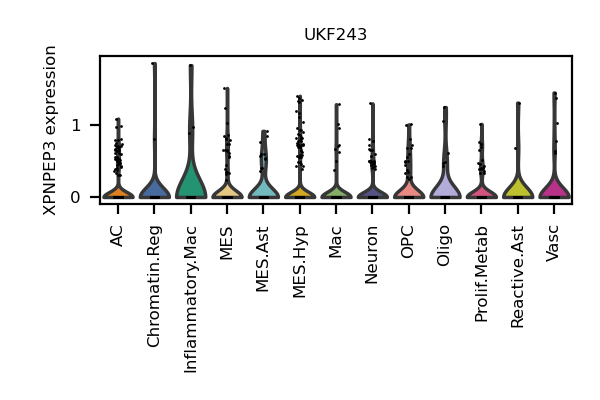 UKF243
XPNPEP3 expression
1
0
AC
Chromatin.Reg
Inflammatory.Mac
MES
MES.Ast
MES.Hyp
Mac
Neuron
OPC
Oligo
Prolif.Metab
Reactive.Ast
Vasc